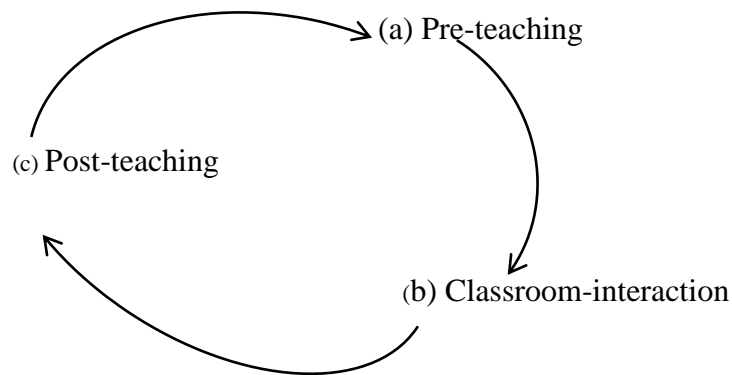 (a) Pre-teaching
(c) Post-teaching
(b) Classroom-interaction